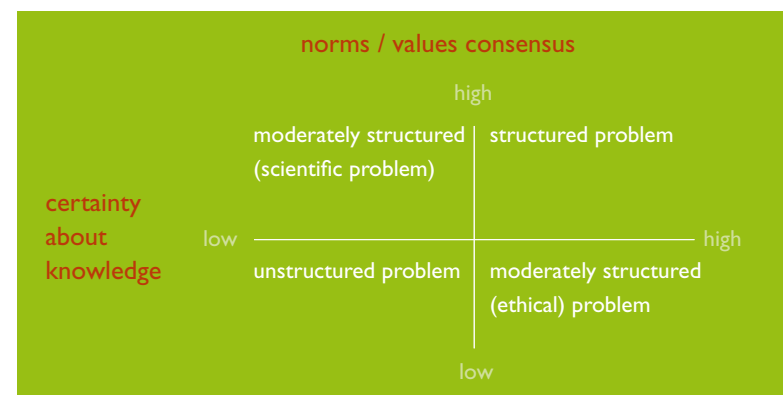 norms / values consensus
high
moderately structured
(scientific problem)
structured problem
certainty
about
knowledge
low
high
unstructured problem
moderately structured
(ethical) problem
low